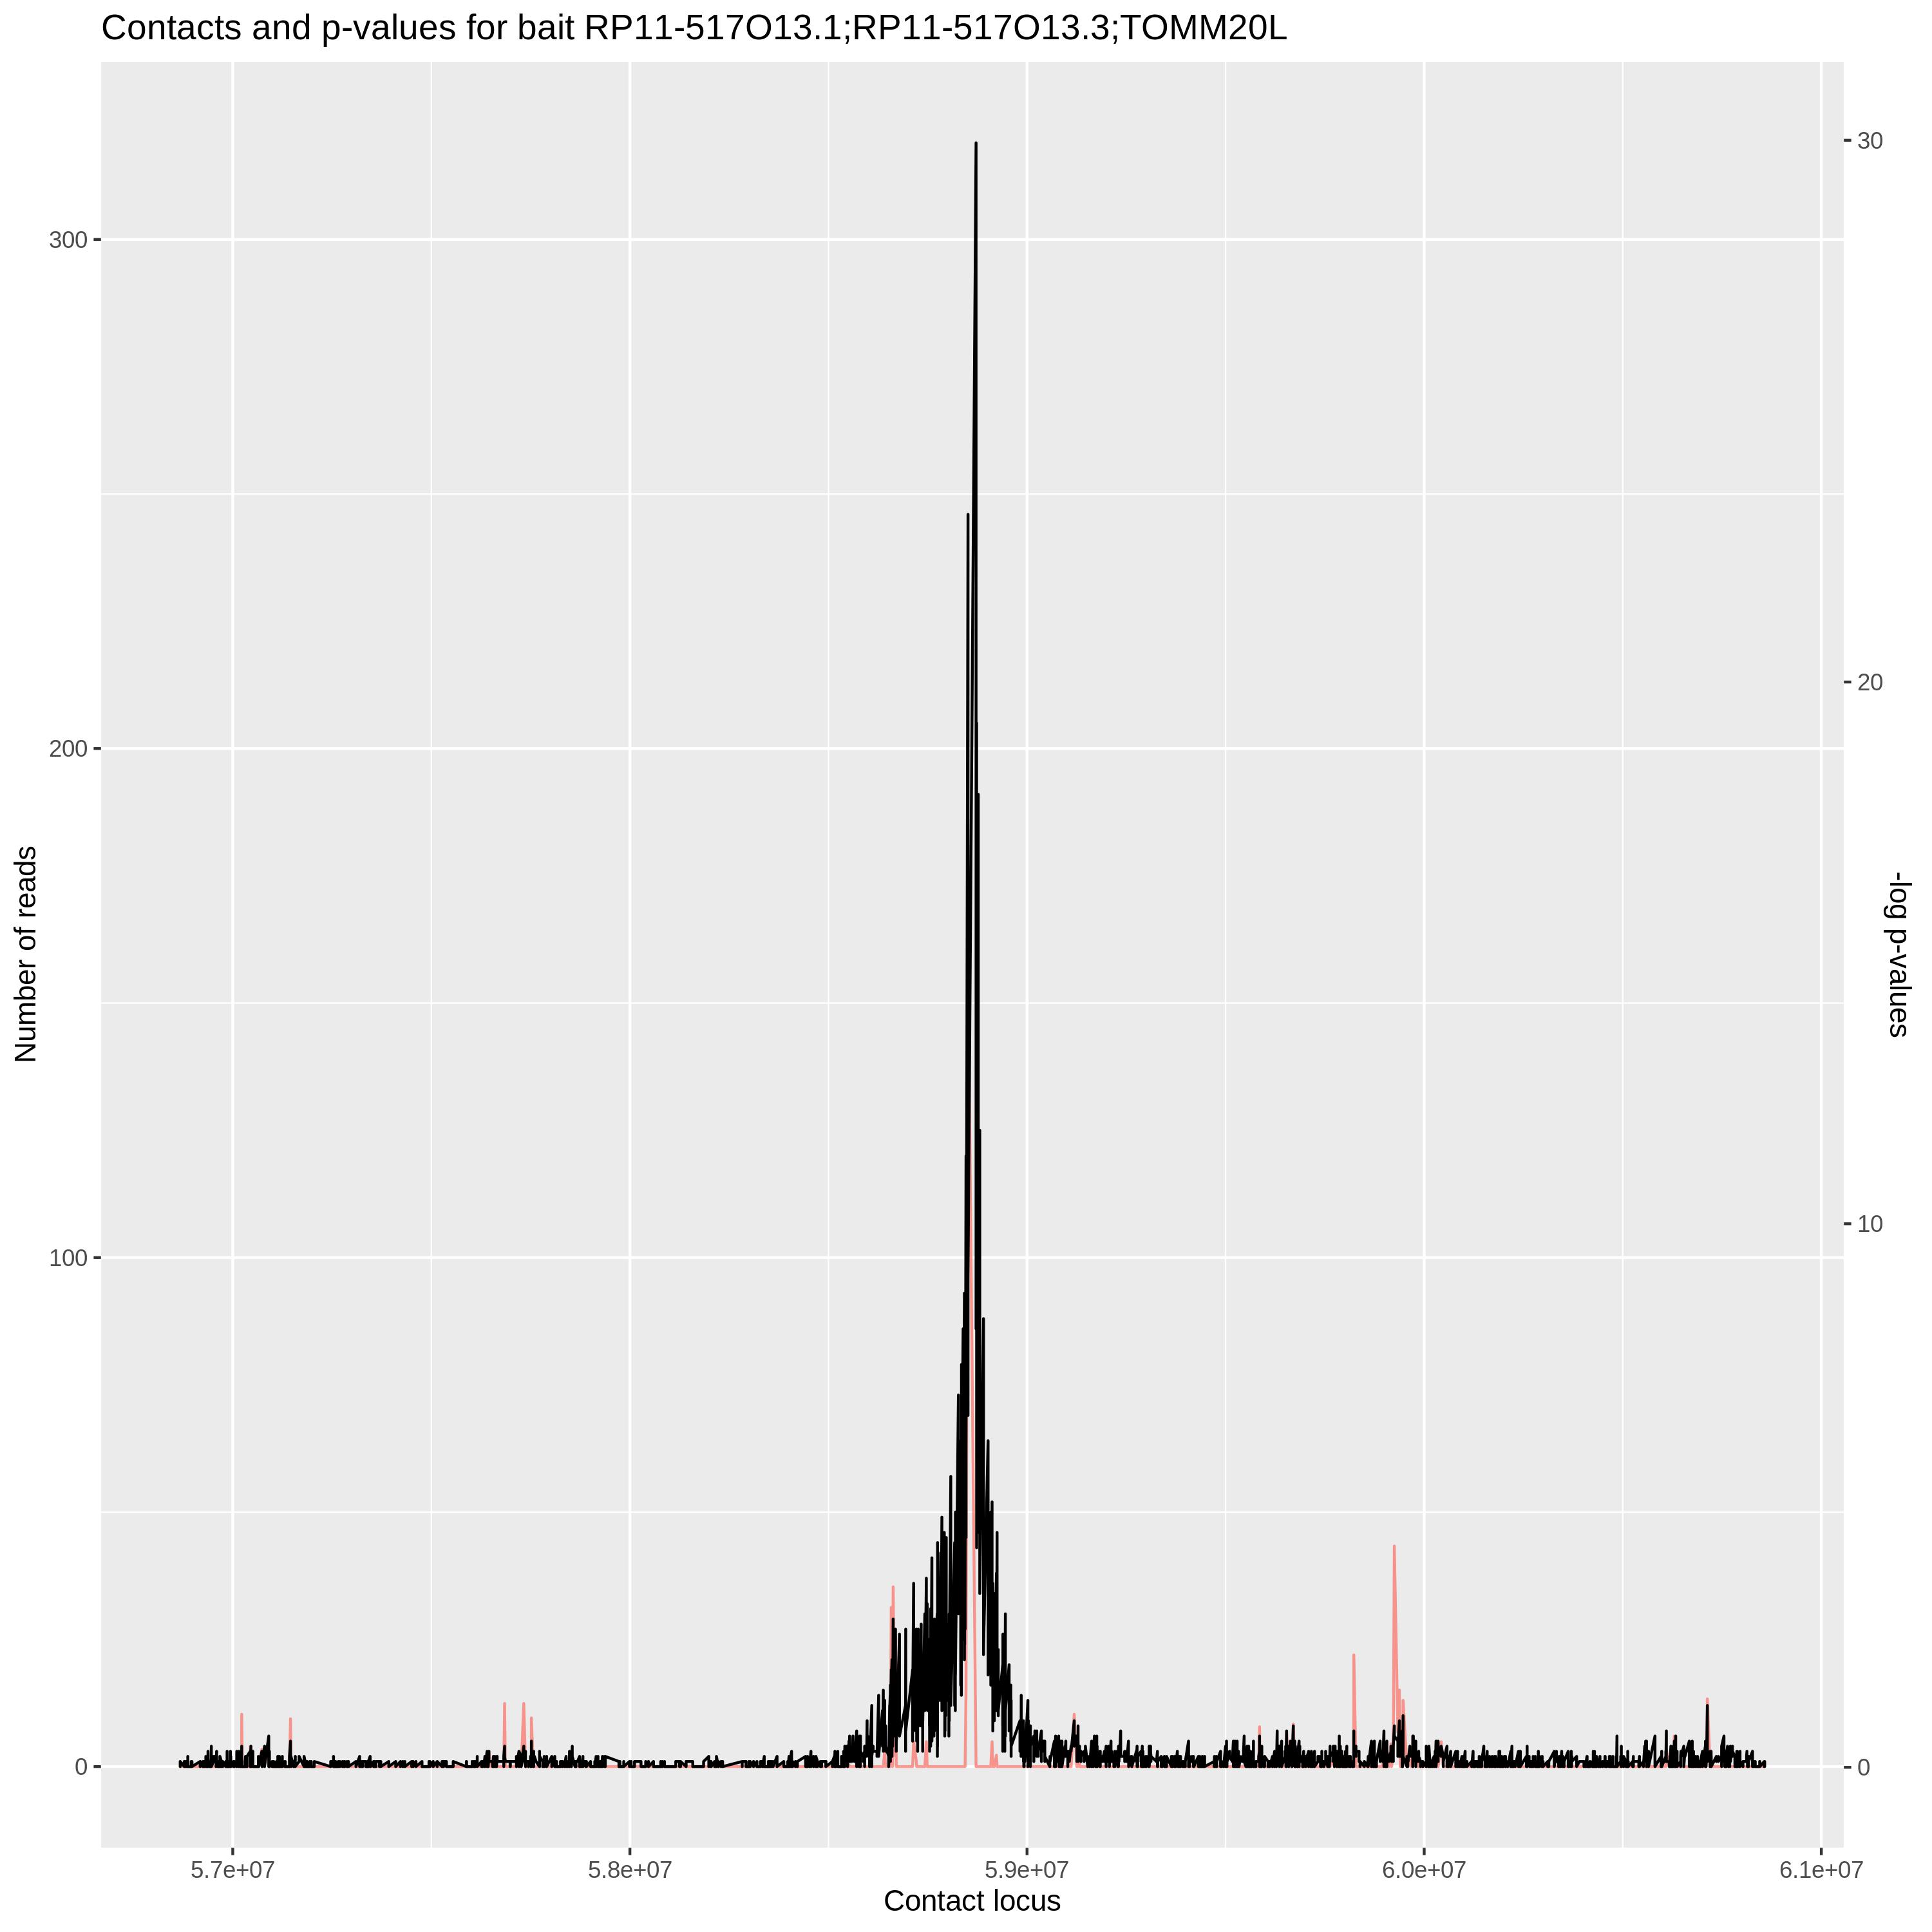 Contacts and p-values for bait RP11-517O13.1;RP11-517O13.3;TOMM20L
Number of reads
300
200
100
0
-log p-values
30
20
10
0
5.7e+07 5.8e+07 5.9e+07 6.0e+07 6.1e+07
Contact locus